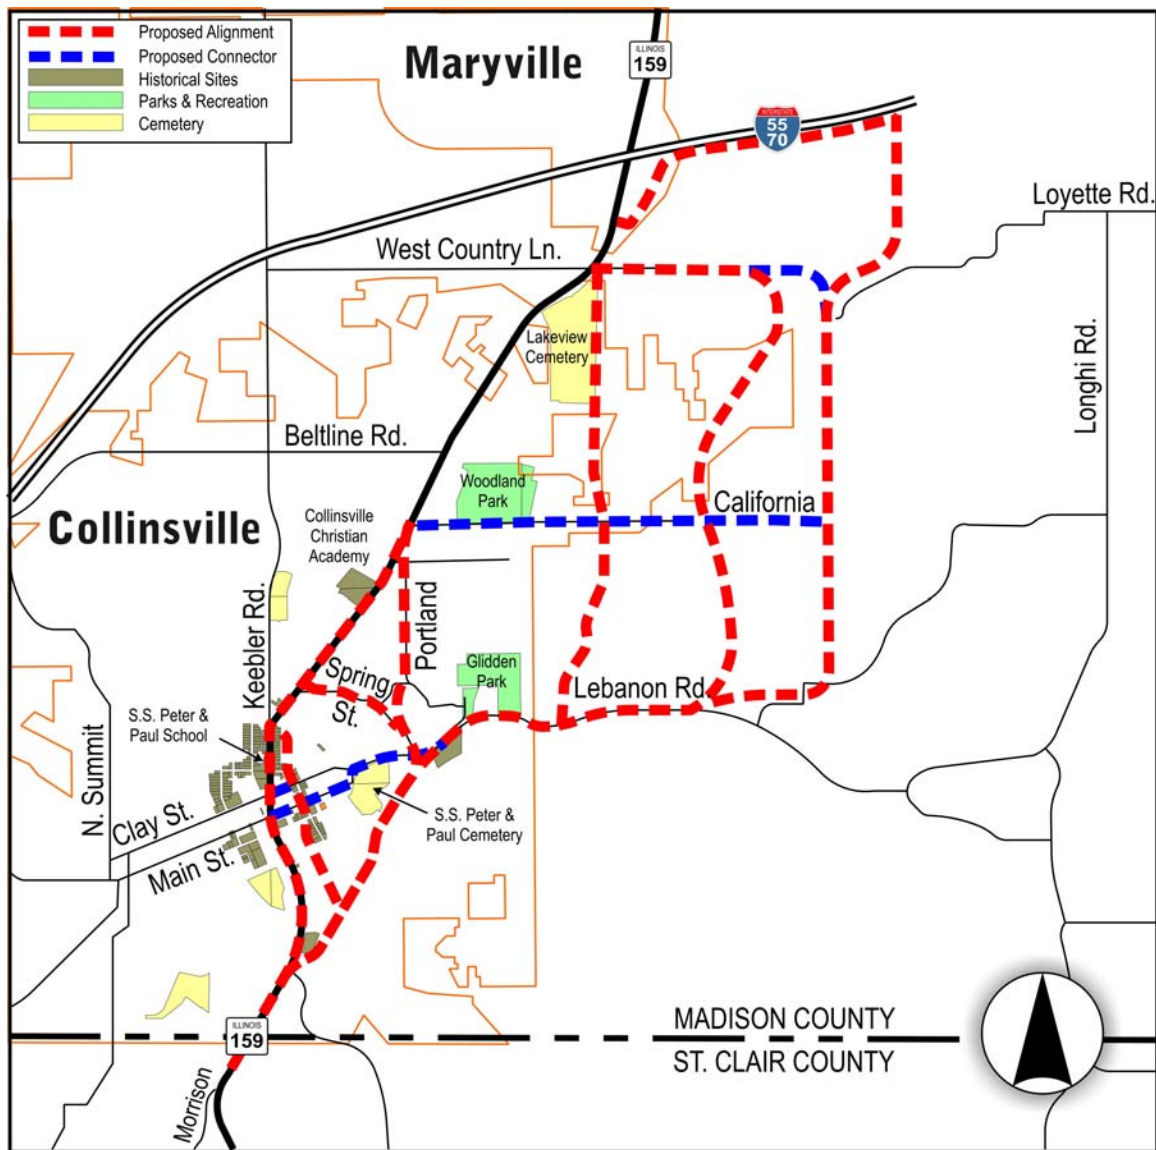 Proposed Alignment
Proposed Connector
Historical Sites
Parks & Recreation
Cemetery
Maryville
ILLINOIS
159
INTERSTATE
55
70
Loyette Rd.
West Country Ln.
Lakeview
Cemetery
Longhi Rd.
Beltline Rd.
Woodland
Park
California
Collinsville
Collinsville
Christian
Academy
Keebler Rd.
Portland
Spring
St.
Glidden
Park
Lebanon Rd.
S.S. Peter &
Paul School
N. Summit
Clay St.
Main St.
S.S. Peter &
Paul Cemetery
MADISON COUNTY
ST. CLAIR COUNTY
ILLINOIS
159
Morrison